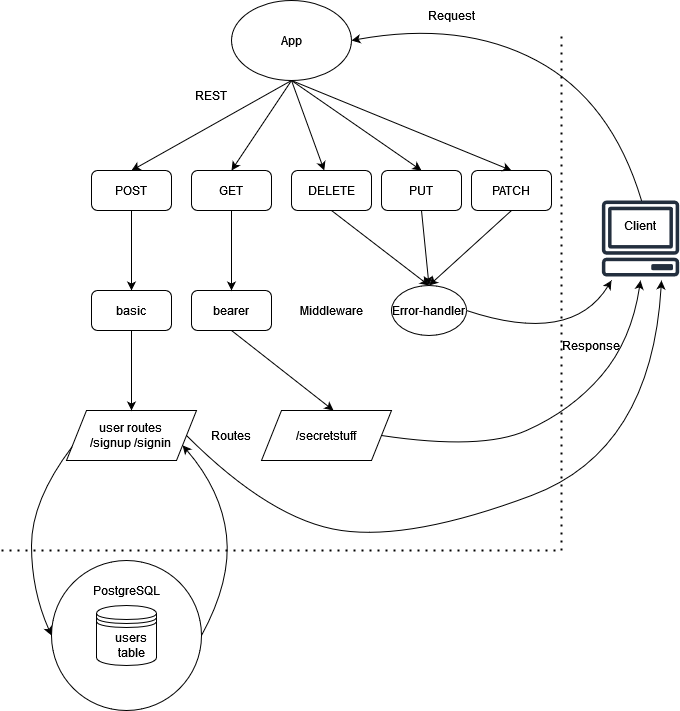 Request
App
REST
POST
GET
DELETE
PUT
PATCH
Client
basic
bearer
Middleware
Error-handler
Response
user routes
/signup /signin
Routes
/secretstuff
PostgreSQL
users
table